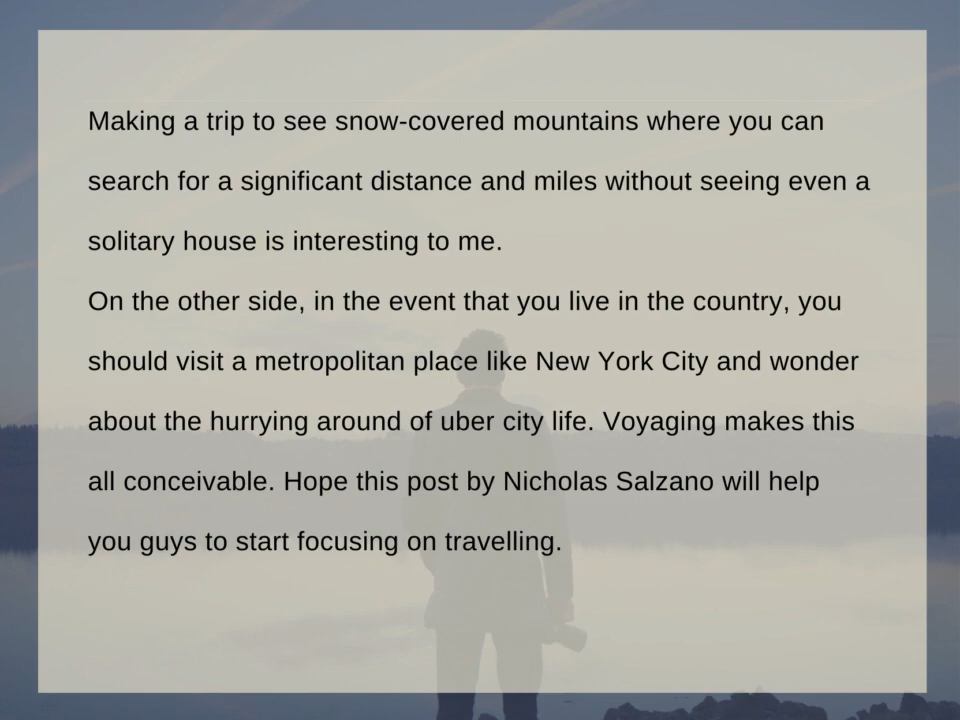 Making a trip to see snow-covered mountains where you can
search for a significant distance and miles without seeing even a
solitary house is interesting to me.
On the other side, in the event that you live in the country, you
should visit a metropolitan place like New York City and wonder
about the hurrying around of uber city life. Voyaging makes this
all conceivable. Hope this post by Nicholas Salzano will help
you guys to start focusing on travelling.